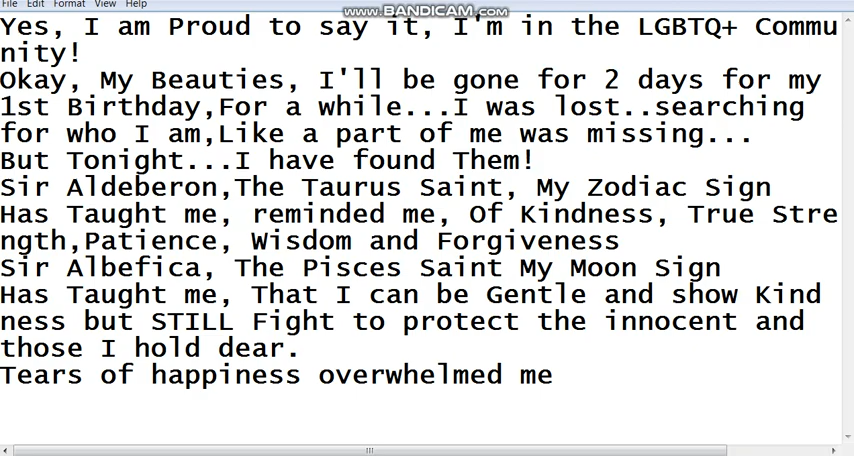 File Edit Format View Help
www.BANDICAM.com
Yes, I am Proud to say it, I'm in the LGBTQ+ Commu
nity!
Okay, My Beauties, I'll be gone for 2 days for my
1st Birthday,For a while...I was lost..searching
for who I am,Like a part of me was missing...
But Tonight...I have found Them!
Sir Aldeberon,The Taurus Saint, My Zodiac Sign
Has Taught me, reminded me, Of Kindness, True Stre
ngth,Patience, Wisdom and Forgiveness
Sir Albefica, The Pisces Saint My Moon Sign
Has Taught me, That I can be Gentle and show Kind
ness but STILL Fight to protect the innocent and
those I hold dear.
Tears of happiness overwhelmed me